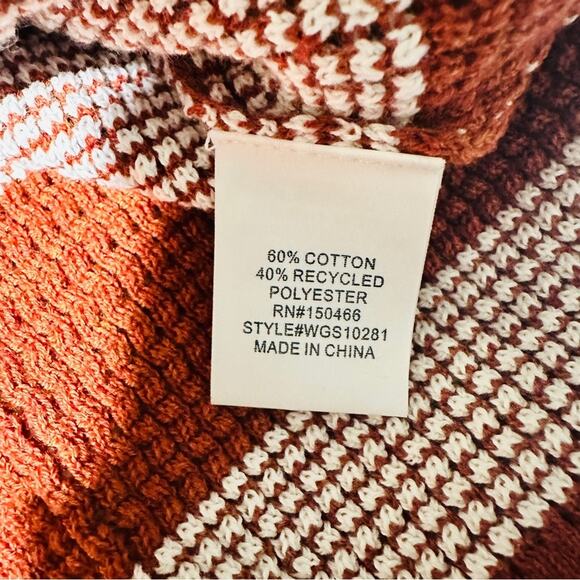 60% COTTON
40% RECYCLED
POLYESTER
RN#150466
STYLE#WGS10281
MADE IN CHINA